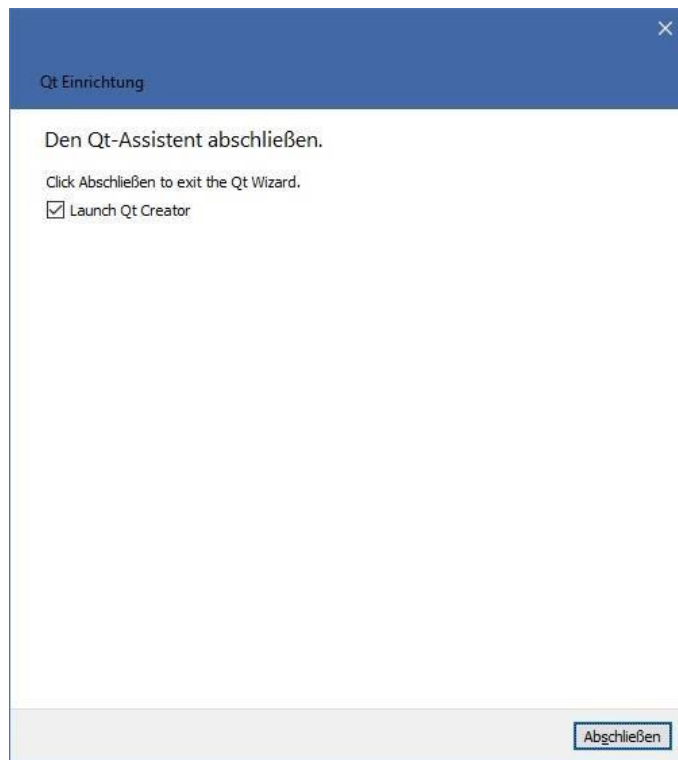 Qt Einrichtung
Den Qt-Assistent abschließen.
Click Abschließen to exit the Qt Wizard.
Launch Qt Creator
Abschließen